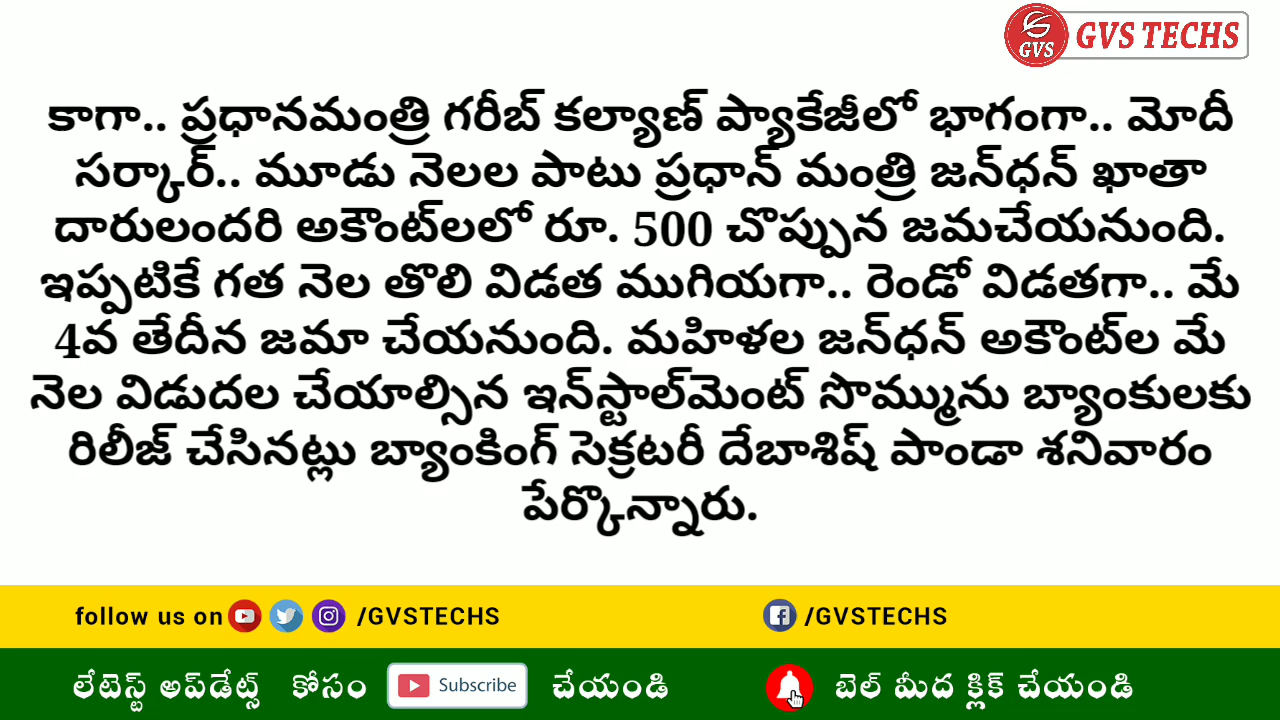 GVS GVS TECHS
కాగా.. ప్రధానమంత్రి గరీబ్ కల్యాణ్ ప్యాకేజీలో భాగంగా.. మోదీ
సర్కార్.. మూడు నెలల పాటు ప్రధాన్ మంత్రి జన్‌ధన్ ఖాతా
దారులందరి అకౌంట్‌లలో రూ. 500 చొప్పున జమచేయనుంది.
ఇప్పటికే గత నెల తొలి విడత ముగియగా.. రెండో విడతగా.. మే
4వ తేదీన జమా చేయనుంది. మహిళల జన్‌ధన్ అకౌంట్‌ల మే
నెల విడుదల చేయాల్సిన ఇన్‌స్టాల్‌మెంట్ సొమ్మును బ్యాంకులకు
రిలీజ్ చేసినట్లు బ్యాంకింగ్ సెక్రటరీ దేబాశిష్ పాండా శనివారం
పేర్కొన్నారు.
follow us on /GVSTECHS /GVSTECHS
లేటెస్ట్ అప్‌డేట్స్ కోసం Subscribe చేయండి బెల్ మీద క్లిక్ చేయండి